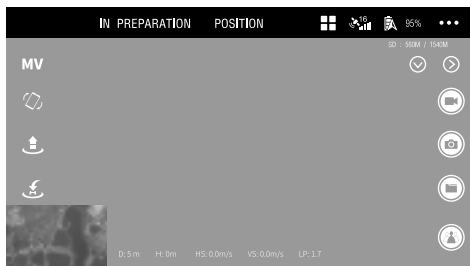 IN PREPARATION POSITION 16 95%
SD : 560M / 1540M
MV
D: 5 m H: 0m HS: 0.0m/s VS: 0.0m/s LP: 1.7